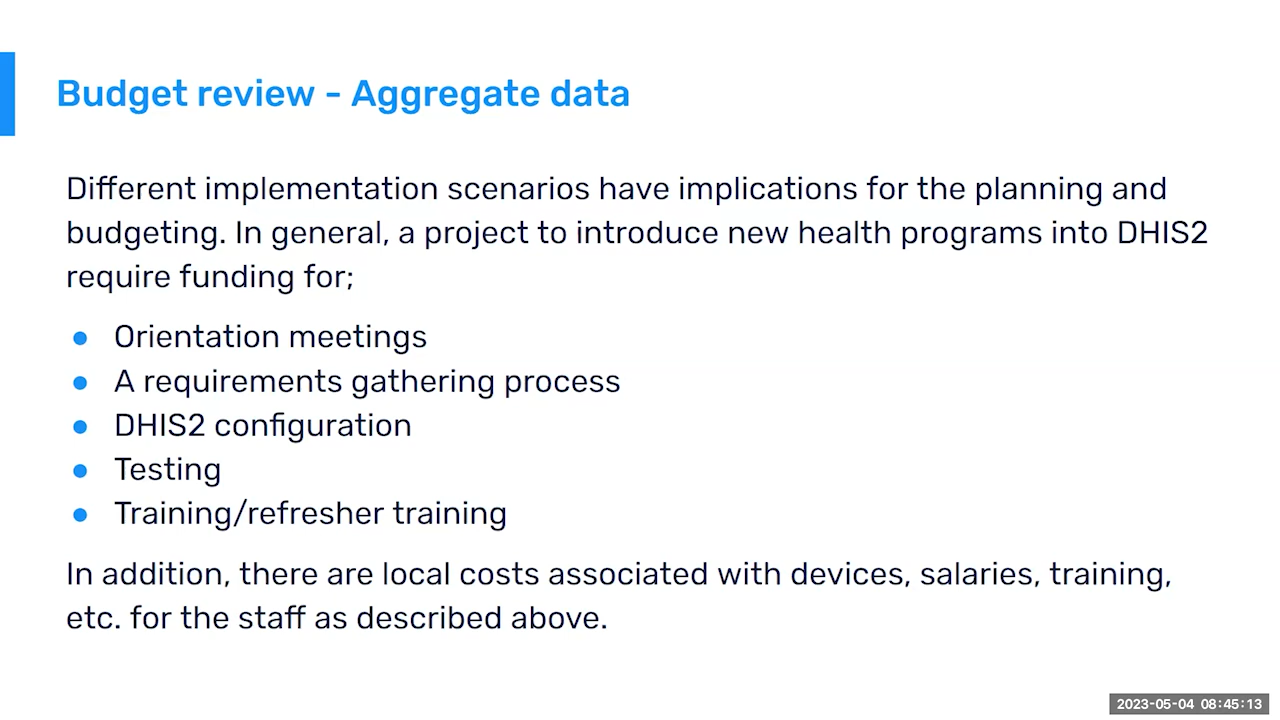 Budget review - Aggregate data
Different implementation scenarios have implications for the planning and
budgeting. In general, a project to introduce new health programs into DHIS2
require funding for;
● Orientation meetings
● A requirements gathering process
● DHIS2 configuration
● Testing
● Training/refresher training
In addition, there are local costs associated with devices, salaries, training,
etc. for the staff as described above.
2023-05-04 08:45:13